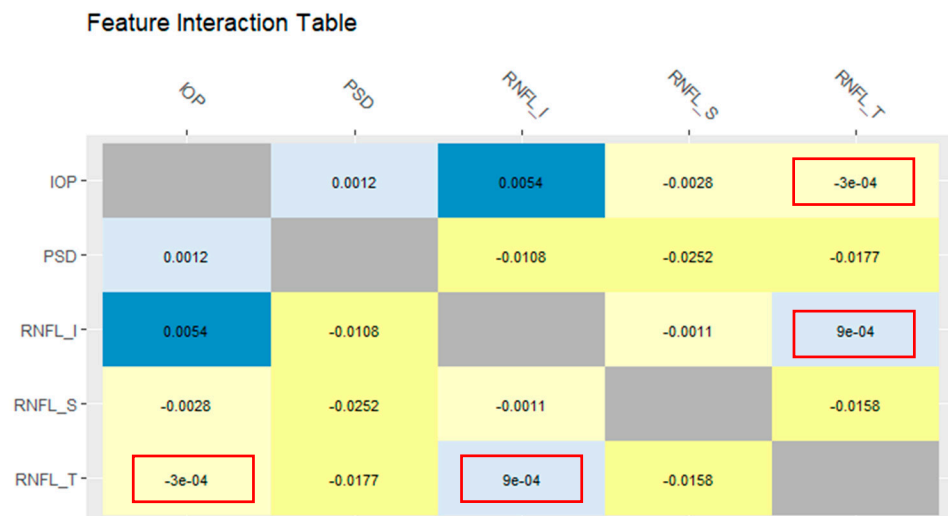 Feature Interaction Table
IOP PSD RNFL_I RNFL_S RNFL_T
IOP 0.0012 0.0054 -0.0028 -3e-04
PSD 0.0012 -0.0108 -0.0252 -0.0177
RNFL_I 0.0054 -0.0108 -0.0011 9e-04
RNFL_S -0.0028 -0.0252 -0.0011 -0.0158
RNFL_T -3e-04 -0.0177 9e-04 -0.0158